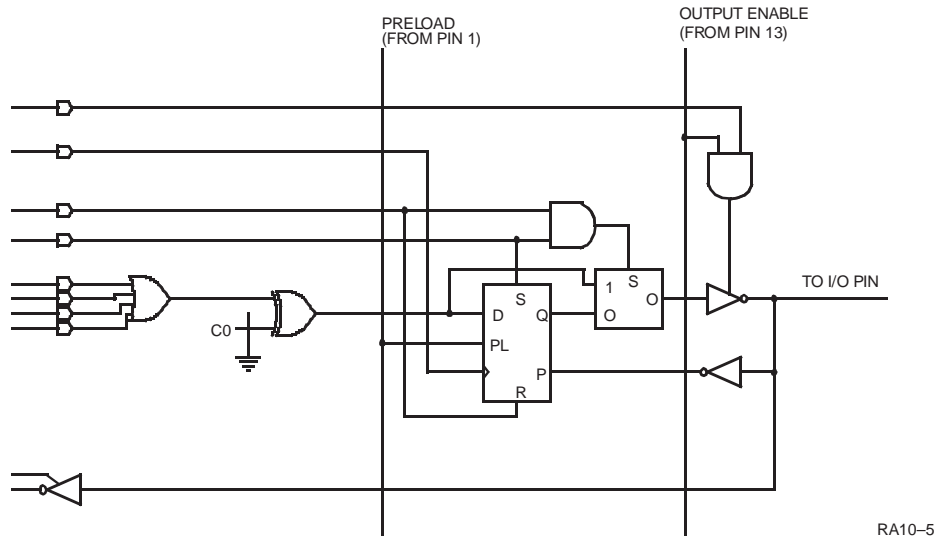 PRELOAD
(FROM PIN 1)
OUTPUT ENABLE
(FROM PIN 13)
S
1
S
O
TO I/O PIN
D
Q
O
C0
PL
P
R
RA10–5